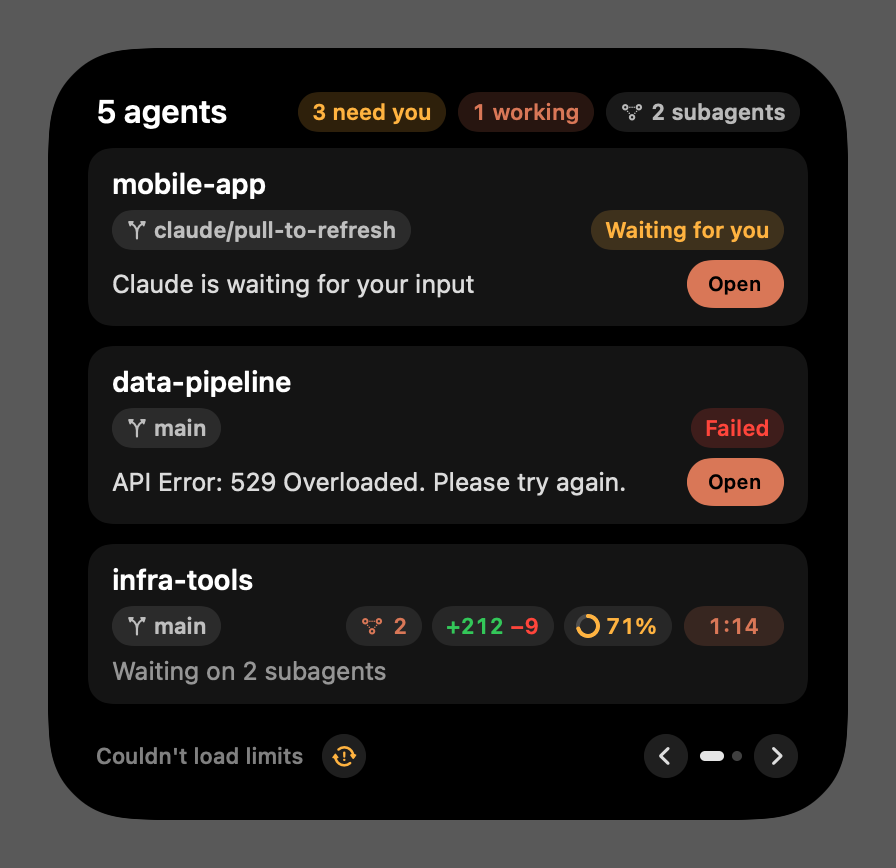 5 agents 3 need you 1 working 2 subagents
mobile-app
claude/pull-to-refresh Waiting for you
Claude is waiting for your input Open
data-pipeline
main Failed
API Error: 529 Overloaded. Please try again. Open
infra-tools
main 2 +212 −9 71% 1:14
Waiting on 2 subagents
Couldn't load limits